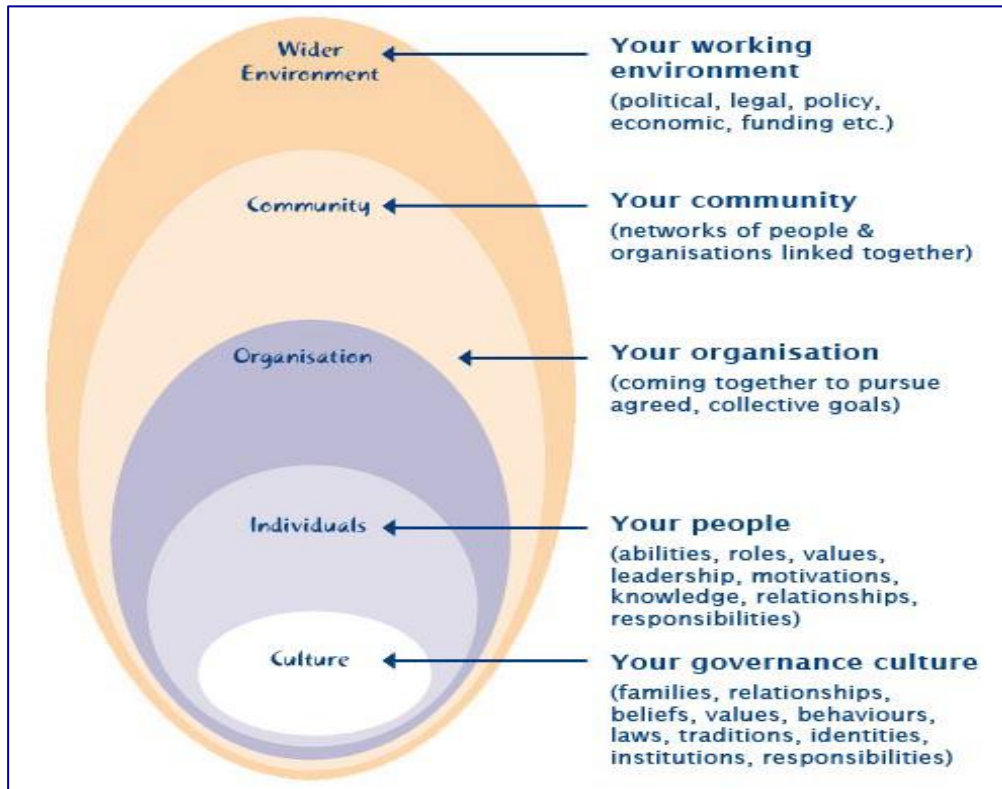 Wider
Environment
Your working
environment
(political, legal, policy,
economic, funding etc.)
Community
Your community
(networks of people &
organisations linked together)
Organisation
Your organisation
(coming together to pursue
agreed, collective goals)
Individuals
Your people
(abilities, roles, values,
leadership, motivations,
knowledge, relationships,
responsibilities)
Culture
Your governance culture
(families, relationships,
beliefs, values, behaviours,
laws, traditions, identities,
institutions, responsibilities)